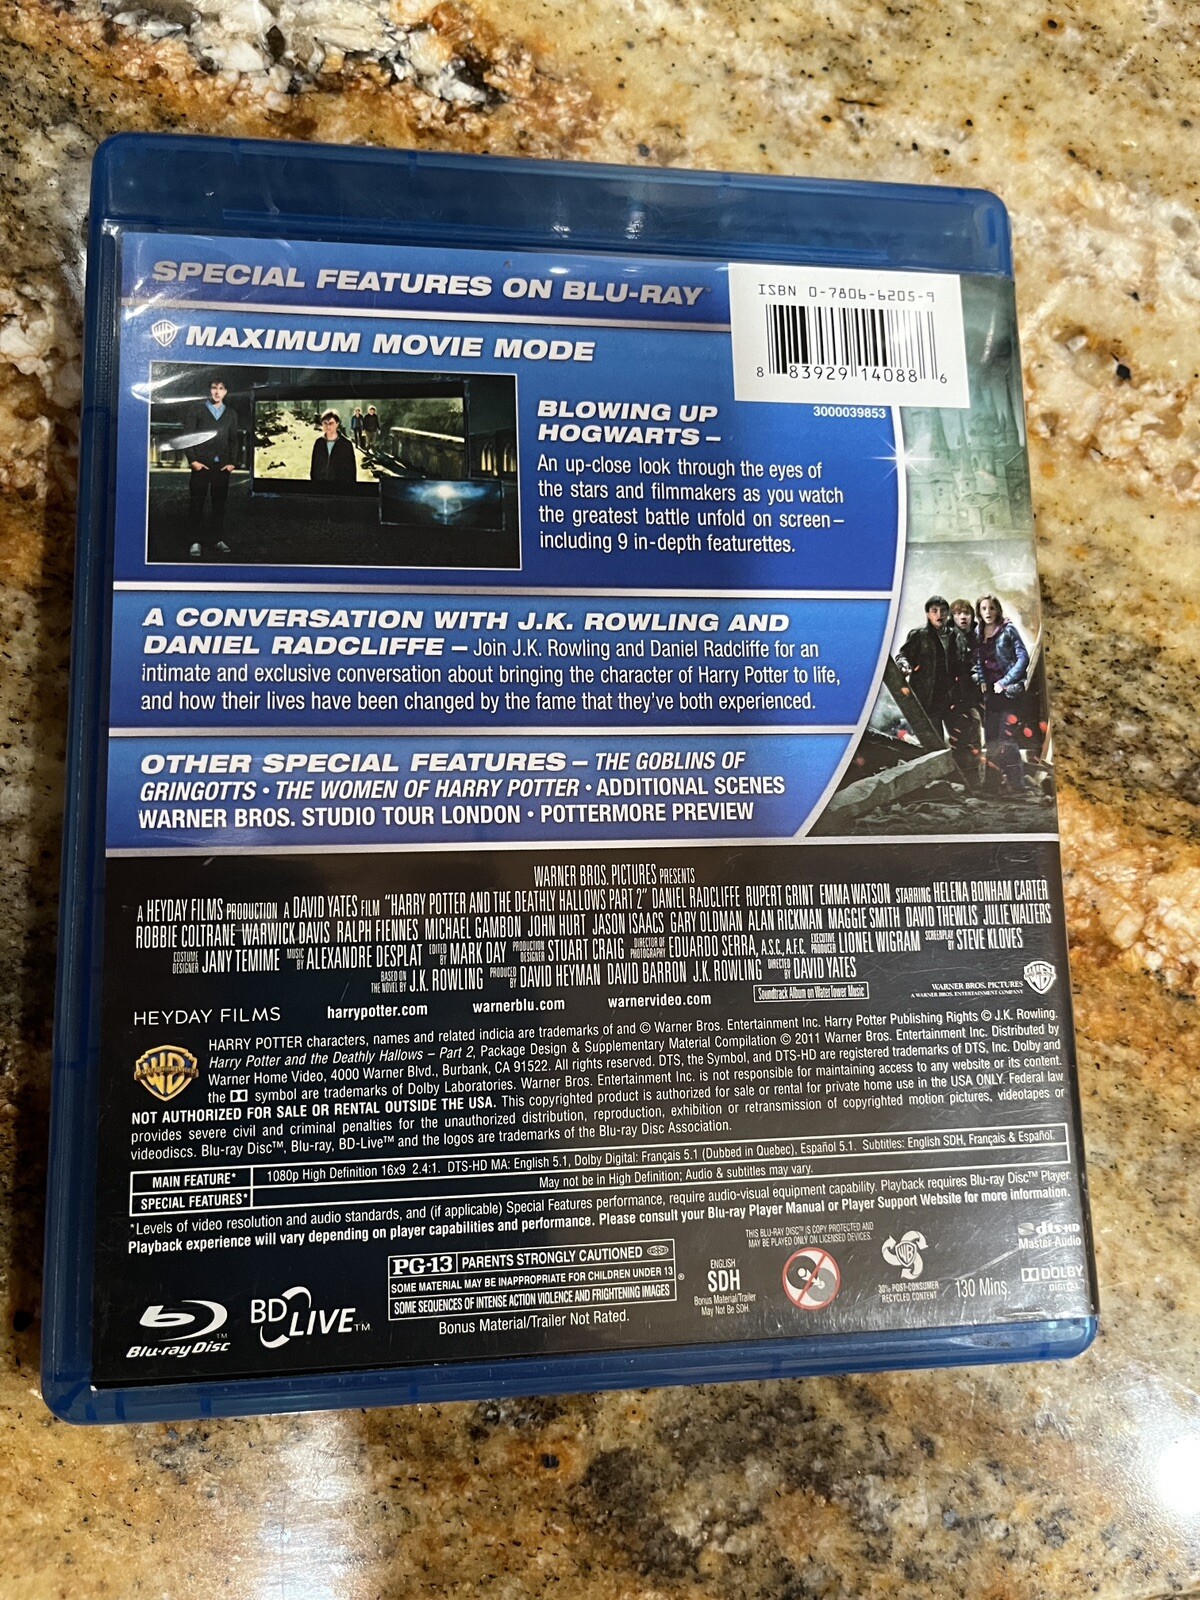 SPECIAL FEATURES ON BLU-RAY™
ISBN 0-7806-6205-9
8 83929 14088 6
3000039853
WB MAXIMUM MOVIE MODE
BLOWING UP
HOGWARTS –
An up-close look through the eyes of
the stars and filmmakers as you watch
the greatest battle unfold on screen–
including 9 in-depth featurettes.
A CONVERSATION WITH J.K. ROWLING AND
DANIEL RADCLIFFE – Join J.K. Rowling and Daniel Radcliffe for an
intimate and exclusive conversation about bringing the character of Harry Potter to life,
and how their lives have been changed by the fame that they've both experienced.
OTHER SPECIAL FEATURES – THE GOBLINS OF
GRINGOTTS • THE WOMEN OF HARRY POTTER • ADDITIONAL SCENES
WARNER BROS. STUDIO TOUR LONDON • POTTERMORE PREVIEW
WARNER BROS. PICTURES PRESENTS
A HEYDAY FILMS PRODUCTION A DAVID YATES FILM "HARRY POTTER AND THE DEATHLY HALLOWS PART 2" DANIEL RADCLIFFE RUPERT GRINT EMMA WATSON STARRING HELENA BONHAM CARTER
ROBBIE COLTRANE WARWICK DAVIS RALPH FIENNES MICHAEL GAMBON JOHN HURT JASON ISAACS GARY OLDMAN ALAN RICKMAN MAGGIE SMITH DAVID THEWLIS JULIE WALTERS
COSTUME DESIGNER JANY TEMIME MUSIC BY ALEXANDRE DESPLAT EDITED BY MARK DAY PRODUCTION DESIGNER STUART CRAIG DIRECTOR OF PHOTOGRAPHY EDUARDO SERRA, A.S.C., A.F.C. EXECUTIVE PRODUCER LIONEL WIGRAM SCREENPLAY BY STEVE KLOVES
BASED ON THE NOVEL BY J.K. ROWLING PRODUCED BY DAVID HEYMAN DAVID BARRON J.K. ROWLING DIRECTED BY DAVID YATES
HEYDAY FILMS harrypotter.com warnerblu.com warnervideo.com Soundtrack Album on WaterTower Music
WARNER BROS. PICTURES
A WARNER BROS. ENTERTAINMENT COMPANY
HARRY POTTER characters, names and related indicia are trademarks of and © Warner Bros. Entertainment Inc. Harry Potter Publishing Rights © J.K. Rowling.
Harry Potter and the Deathly Hallows – Part 2, Package Design & Supplementary Material Compilation © 2011 Warner Bros. Entertainment Inc. Distributed by
Warner Home Video, 4000 Warner Blvd., Burbank, CA 91522. All rights reserved. DTS, the Symbol, and DTS-HD are registered trademarks of DTS, Inc. Dolby and
the symbol are trademarks of Dolby Laboratories. Warner Bros. Entertainment Inc. is not responsible for maintaining access to any website or its content.
NOT AUTHORIZED FOR SALE OR RENTAL OUTSIDE THE USA. This copyrighted product is authorized for sale or rental for private home use in the USA ONLY. Federal law
provides severe civil and criminal penalties for the unauthorized distribution, reproduction, exhibition or retransmission of copyrighted motion pictures, videotapes or
videodiscs. Blu-ray Disc™, Blu-ray, BD-Live™ and the logos are trademarks of the Blu-ray Disc Association.
MAIN FEATURE* 1080p High Definition 16x9 2.4:1. DTS-HD MA: English 5.1, Dolby Digital: Français 5.1 (Dubbed in Quebec), Español 5.1. Subtitles: English SDH, Français & Español.
SPECIAL FEATURES* May not be in High Definition; Audio & subtitles may vary.
*Levels of video resolution and audio standards, and (if applicable) Special Features performance, require audio-visual equipment capability. Playback requires Blu-ray Disc™ Player.
Playback experience will vary depending on player capabilities and performance. Please consult your Blu-ray Player Manual or Player Support Website for more information.
Blu-ray Disc™
BD LIVE™
PG-13 PARENTS STRONGLY CAUTIONED
SOME MATERIAL MAY BE INAPPROPRIATE FOR CHILDREN UNDER 13 ®
SOME SEQUENCES OF INTENSE ACTION VIOLENCE AND FRIGHTENING IMAGES
Bonus Material/Trailer Not Rated.
ENGLISH
SDH
Bonus Material/Trailer
May Not Be SDH.
THIS BLU-RAY DISC™ IS COPY PROTECTED AND
MAY BE PLAYED ONLY ON LICENSED DEVICES.
30% POST-CONSUMER
RECYCLED CONTENT
130 Mins.
dts-HD
Master Audio
DOLBY
DIGITAL